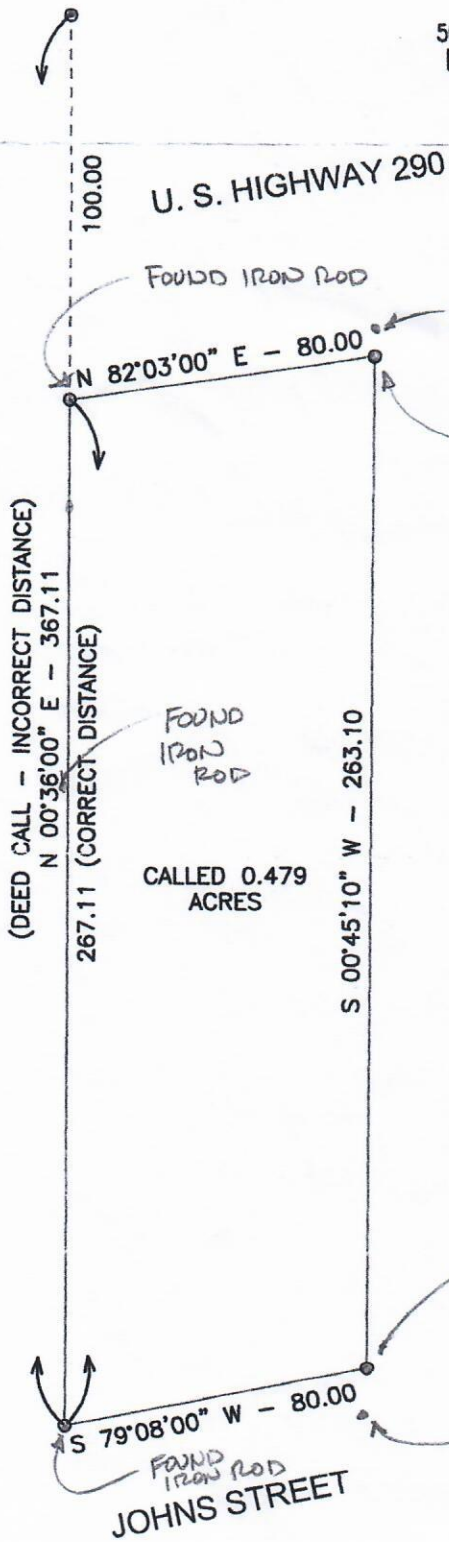 50
100.00
U. S. HIGHWAY 290
FOUND IRON ROD
N 82°03'00" E - 80.00
(DEED CALL - INCORRECT DISTANCE)
N 00°36'00" E - 367.11
267.11 (CORRECT DISTANCE)
FOUND
IRON
ROD
CALLED 0.479
ACRES
S 00°45'10" W - 263.10
S 79°08'00" W - 80.00
FOUND
IRON ROD
JOHNS STREET